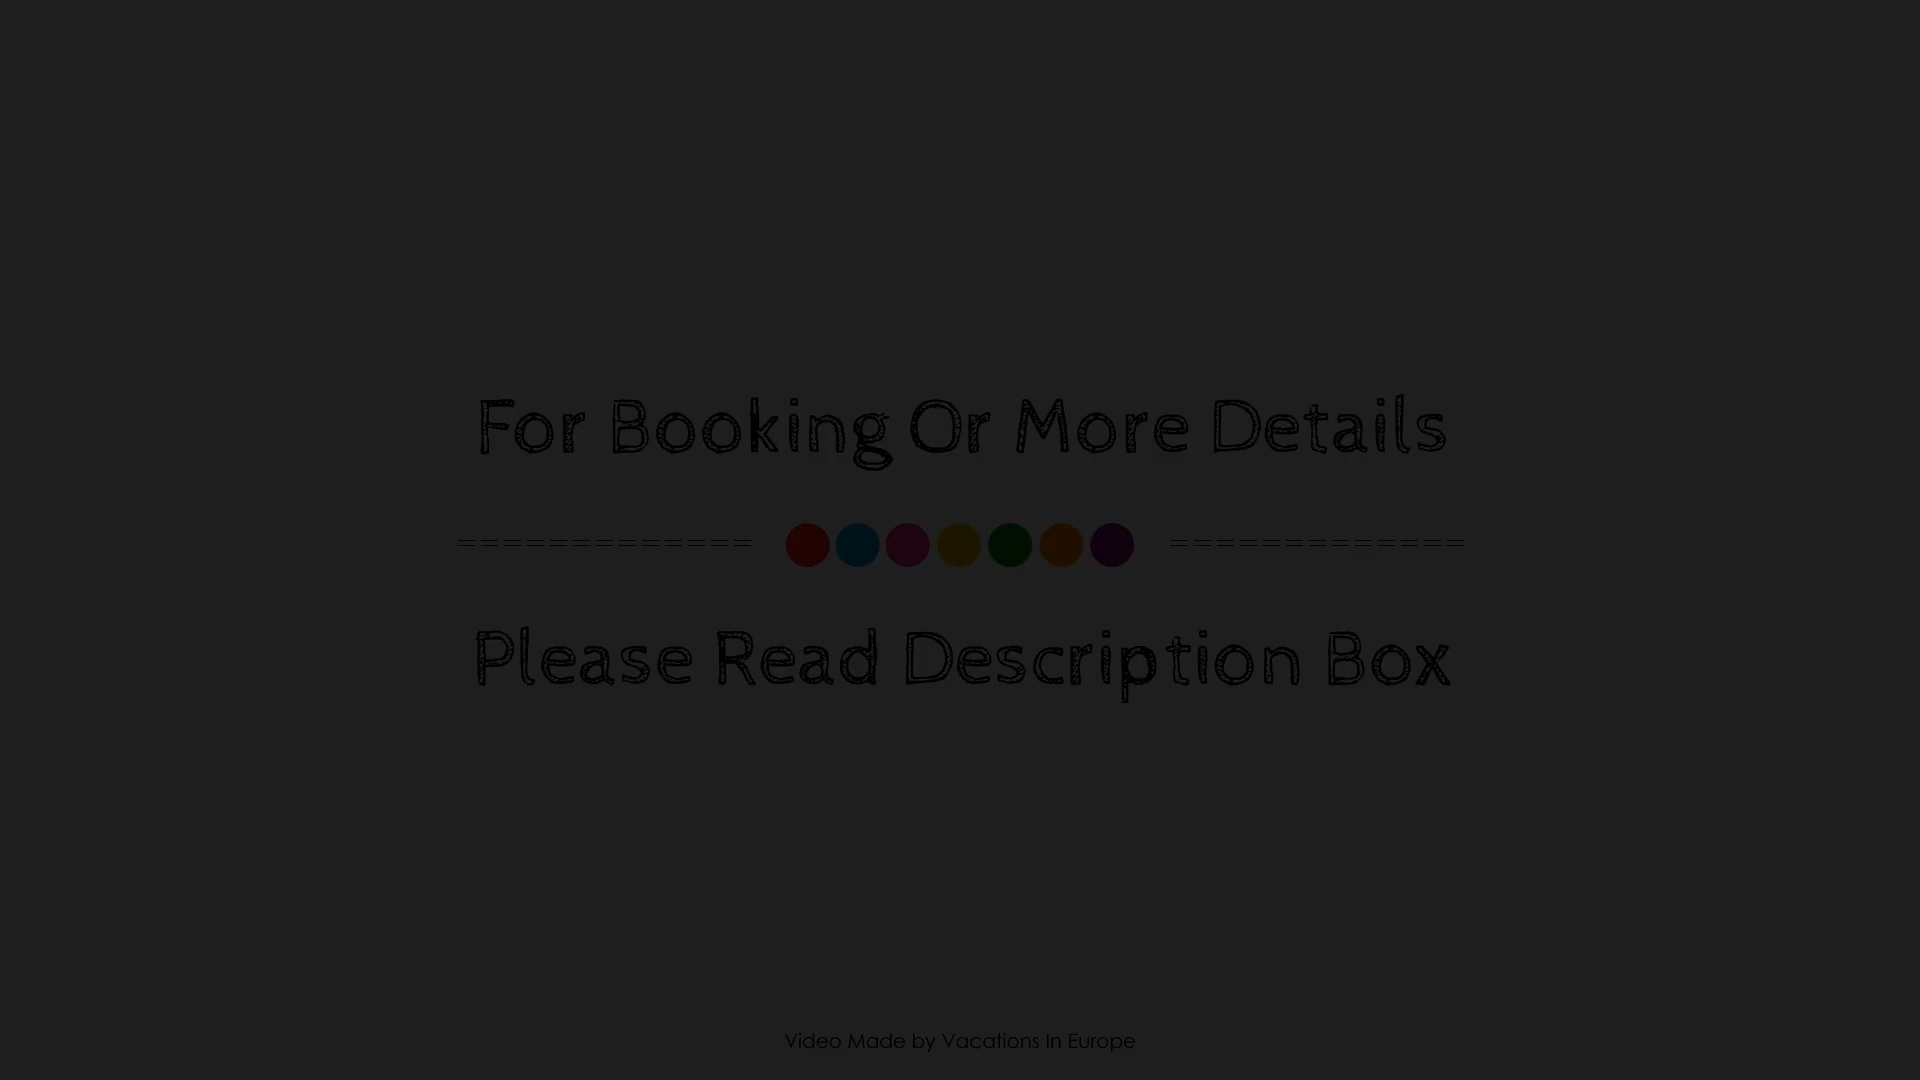 For Booking Or More Details
============= =============
Please Read Description Box
Video Made by Vacations In Europe